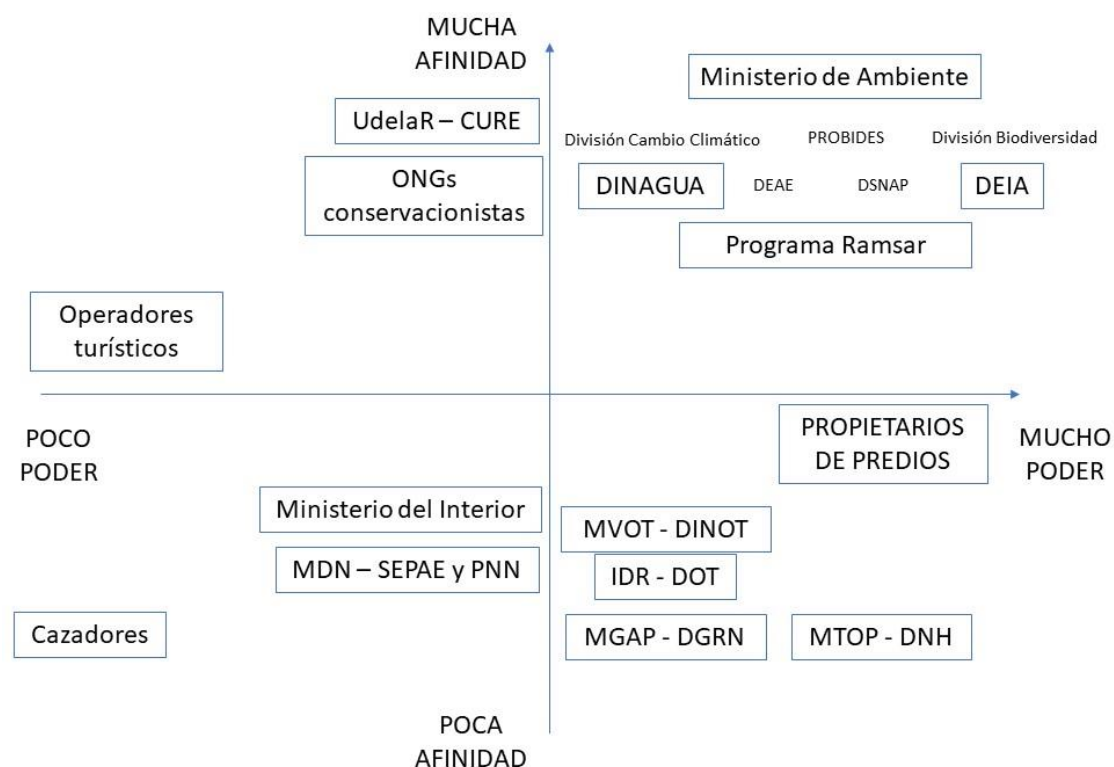 MUCHA
AFINIDAD
Ministerio de Ambiente
UdelaR – CURE
División Cambio Climático
PROBIDES
División Biodiversidad
ONGs
conservacionistas
DINAGUA
DEAE
DSNAP
DEIA
Programa Ramsar
Operadores
turísticos
POCO
PODER
PROPIETARIOS
DE PREDIOS
MUCHO
PODER
Ministerio del Interior
MVOT - DINOT
MDN – SEPAE y PNN
IDR - DOT
Cazadores
MGAP - DGRN
MTOP - DNH
POCA
AFINIDAD